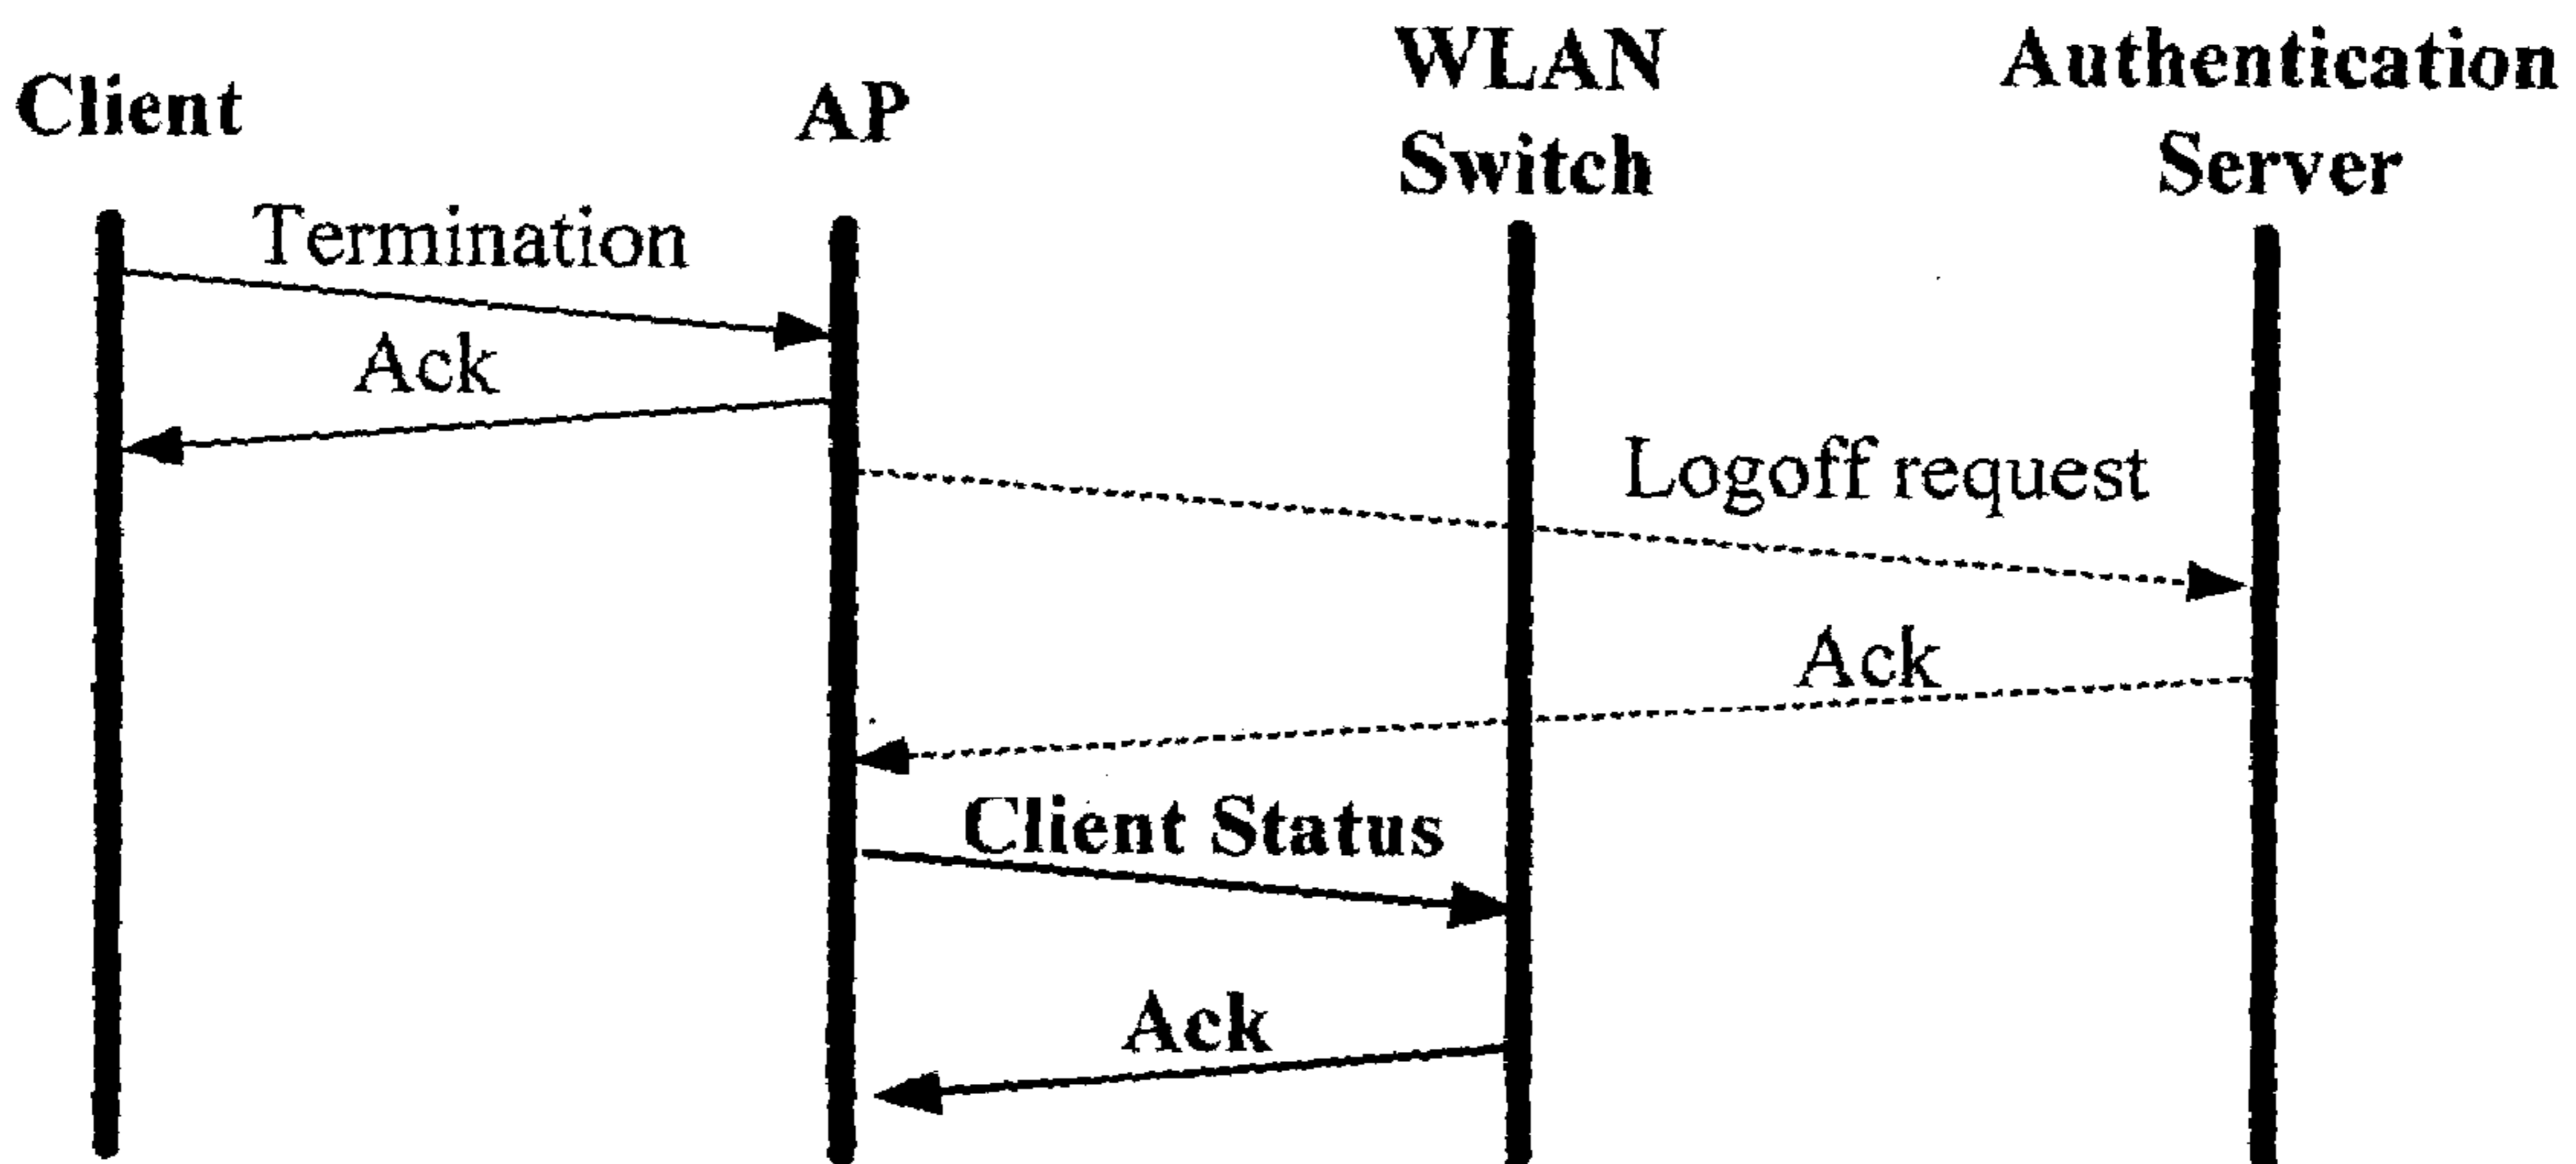 Client
AP
WLAN
Switch
Authentication
Server
Termination
Ack
Logoff request
Ack
Client Status
Ack